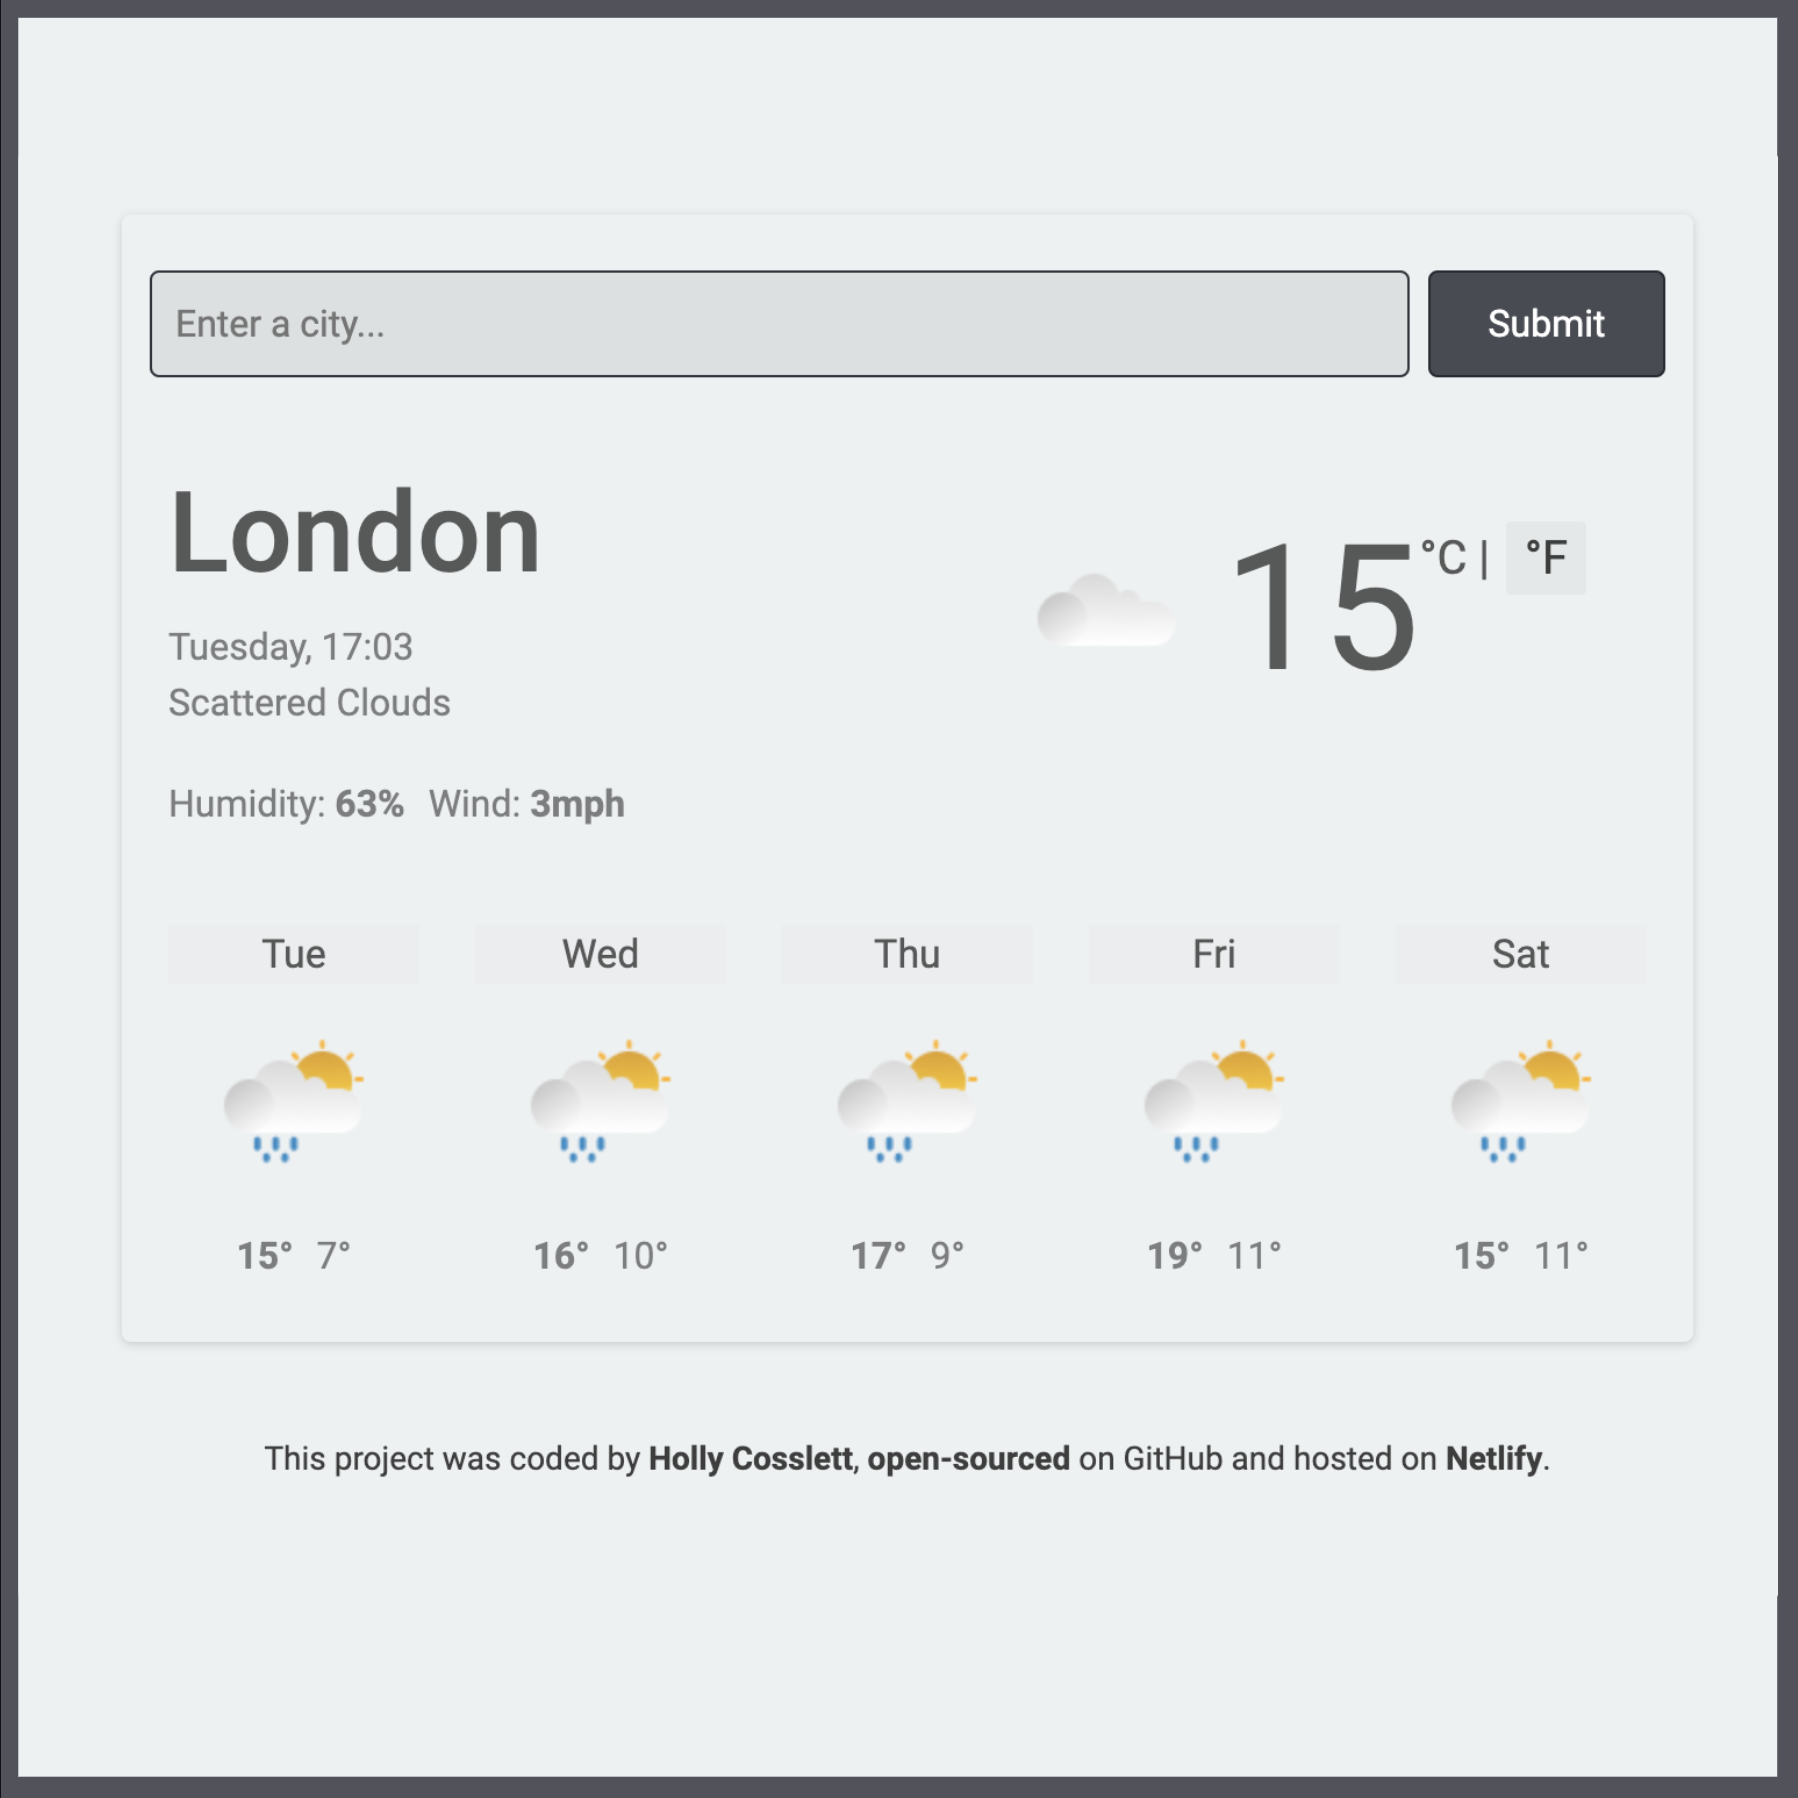 Enter a city...
Submit
London
15 °C | °F
Tuesday, 17:03
Scattered Clouds
Humidity: 63% Wind: 3mph
Tue Wed Thu Fri Sat
15° 7° 16° 10° 17° 9° 19° 11° 15° 11°
This project was coded by Holly Cosslett, open-sourced on GitHub and hosted on Netlify.